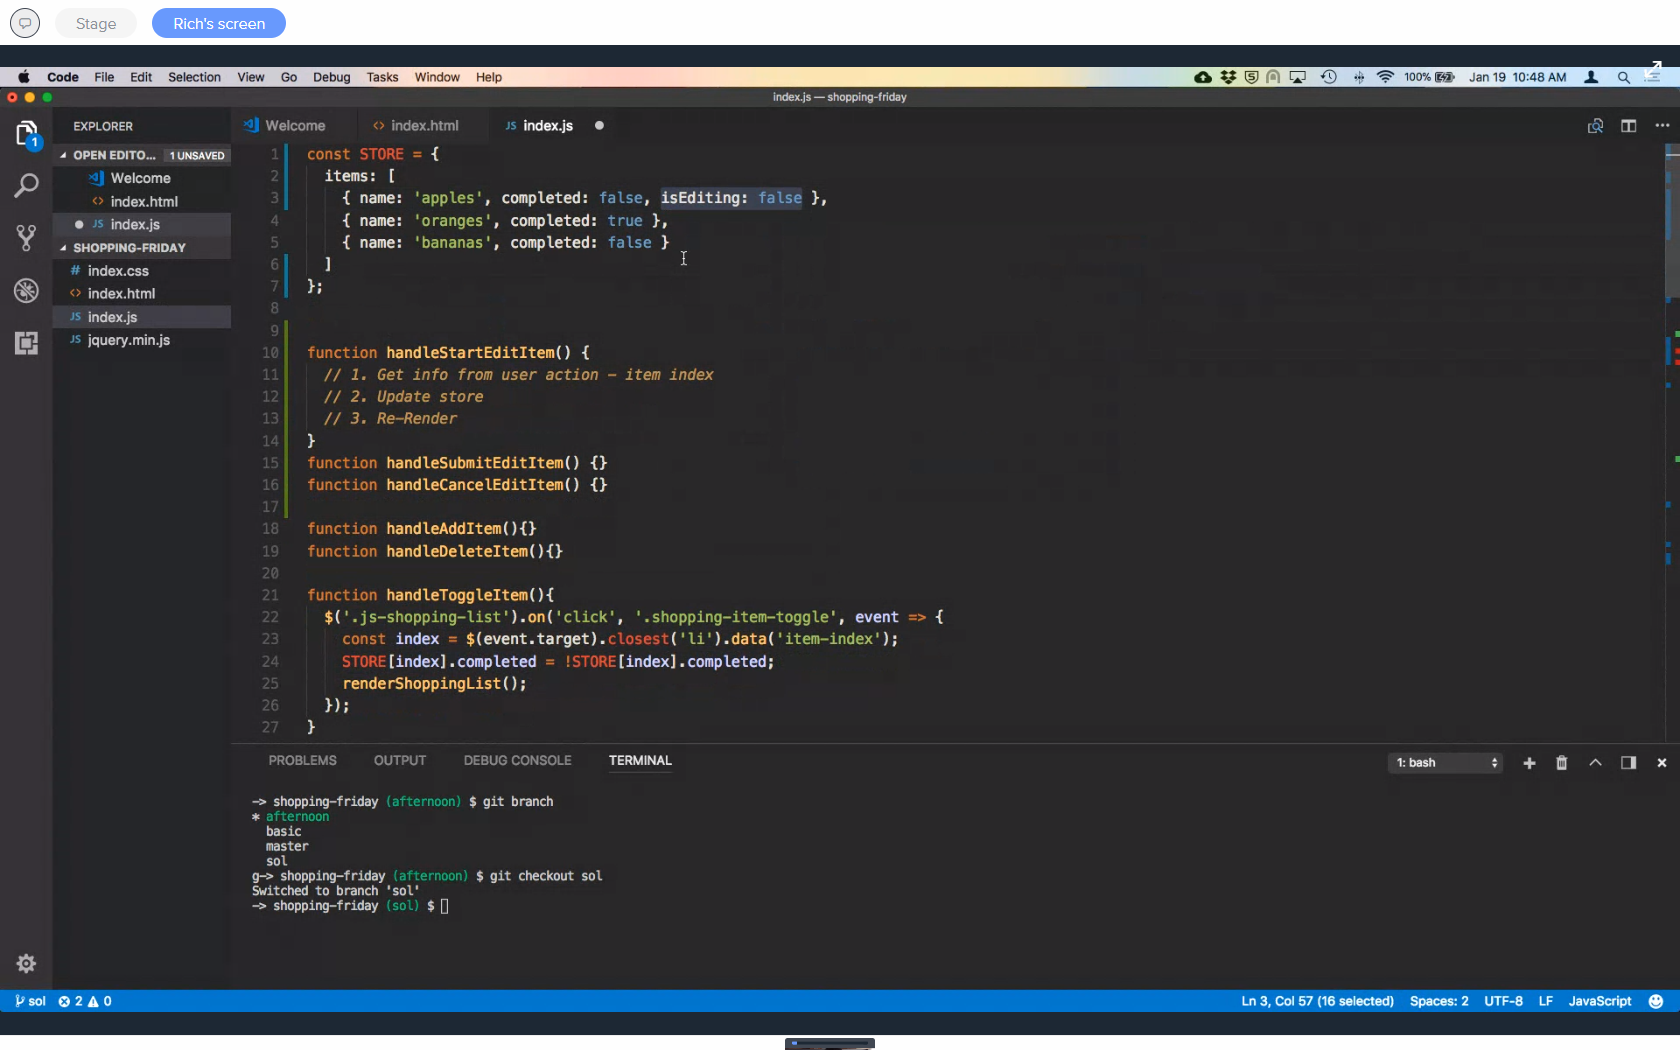 Stage
Rich's screen
Code File Edit Selection View Go Debug Tasks Window Help
100% Jan 19 10:48 AM
index.js — shopping-friday
EXPLORER
OPEN EDITO... 1 UNSAVED
Welcome
index.html
JS index.js
SHOPPING-FRIDAY
# index.css
<> index.html
JS index.js
JS jquery.min.js
Welcome
<> index.html
JS index.js
1 const STORE = {
2 items: [
3 { name: 'apples', completed: false, isEditing: false },
4 { name: 'oranges', completed: true },
5 { name: 'bananas', completed: false }
6 ]
7 };
8
9
10 function handleStartEditItem() {
11 // 1. Get info from user action – item index
12 // 2. Update store
13 // 3. Re-Render
14 }
15 function handleSubmitEditItem() {}
16 function handleCancelEditItem() {}
17
18 function handleAddItem(){}
19 function handleDeleteItem(){}
20
21 function handleToggleItem(){
22 $('.js-shopping-list').on('click', '.shopping-item-toggle', event => {
23 const index = $(event.target).closest('li').data('item-index');
24 STORE[index].completed = !STORE[index].completed;
25 renderShoppingList();
26 });
27 }
PROBLEMS OUTPUT DEBUG CONSOLE TERMINAL
1: bash
-> shopping-friday (afternoon) $ git branch
* afternoon
basic
master
sol
g-> shopping-friday (afternoon) $ git checkout sol
Switched to branch 'sol'
-> shopping-friday (sol) $
sol 2 0
Ln 3, Col 57 (16 selected) Spaces: 2 UTF-8 LF JavaScript